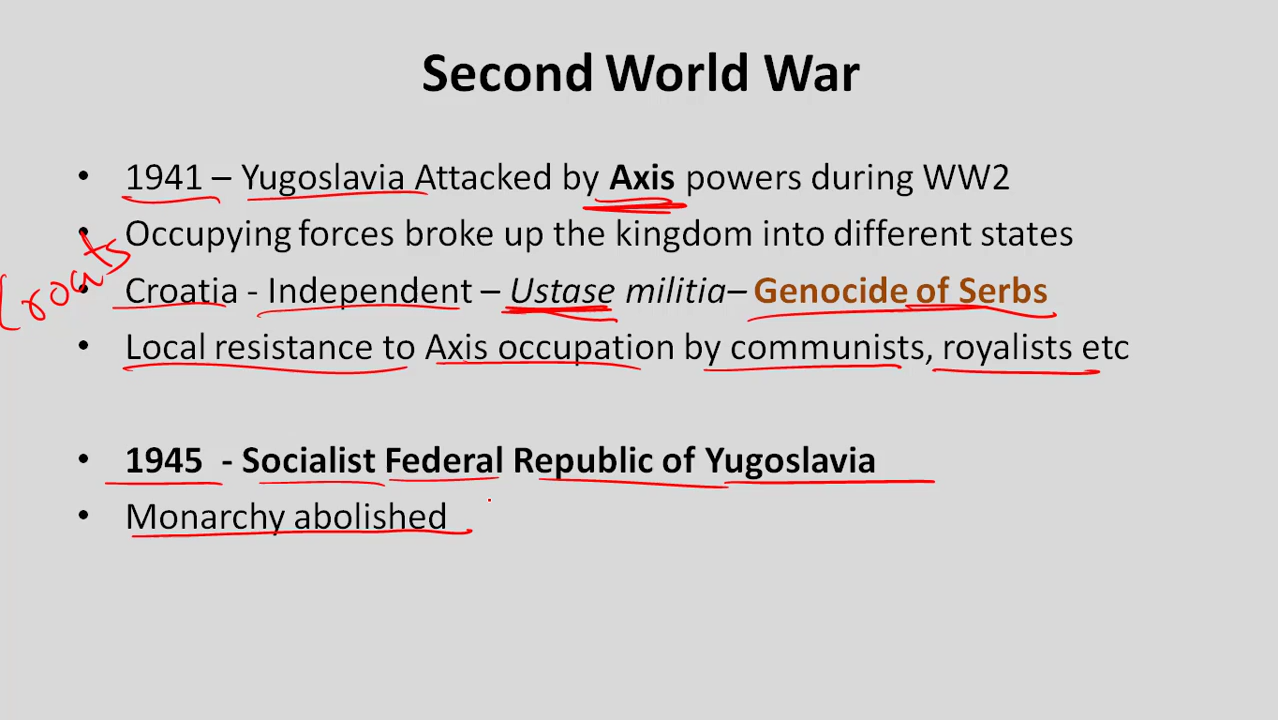 Second World War
• 1941 – Yugoslavia Attacked by Axis powers during WW2
• Occupying forces broke up the kingdom into different states
Croats
• Croatia - Independent – Ustase militia– Genocide of Serbs
• Local resistance to Axis occupation by communists, royalists etc
• 1945 - Socialist Federal Republic of Yugoslavia
• Monarchy abolished